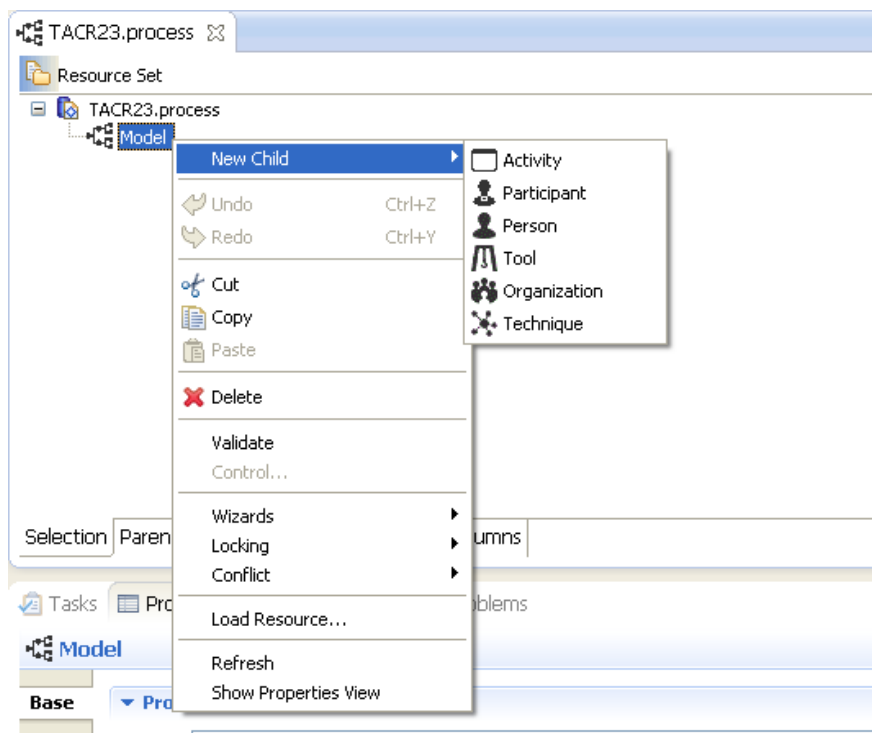 TACR23.process
Resource Set
TACR23.process
Model
New Child
Activity
Participant
Person
Tool
Organization
Technique
Undo Ctrl+Z
Redo Ctrl+Y
Cut
Copy
Paste
Delete
Validate
Control...
Wizards
Locking
Conflict
Load Resource...
Refresh
Show Properties View
Selection Paren umns
Tasks Pro oblems
Model
Base Pro